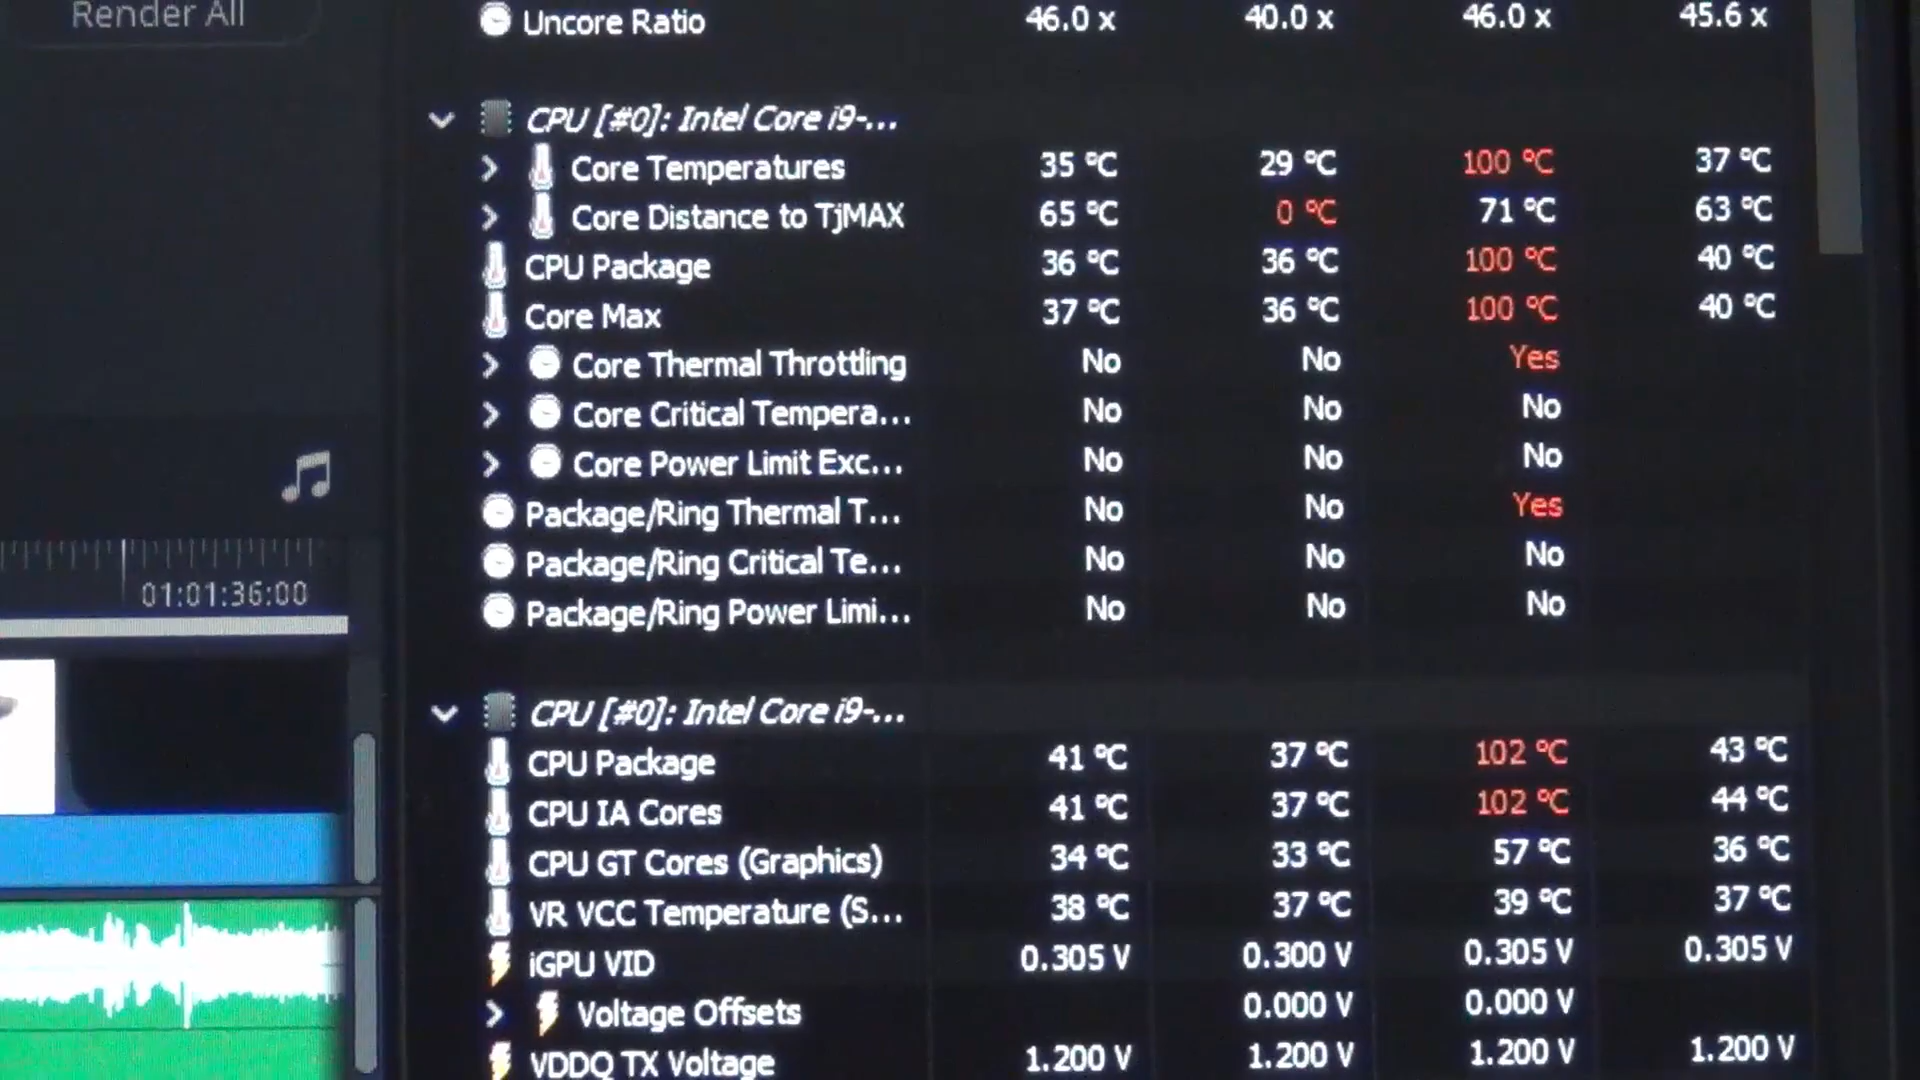 Render All
Uncore Ratio 46.0 x 40.0 x 46.0 x 45.6 x
CPU [#0]: Intel Core i9-...
Core Temperatures 35 °C 29 °C 100 °C 37 °C
Core Distance to TjMAX 65 °C 0 °C 71 °C 63 °C
CPU Package 36 °C 36 °C 100 °C 40 °C
Core Max 37 °C 36 °C 100 °C 40 °C
Core Thermal Throttling No No Yes
Core Critical Tempera... No No No
Core Power Limit Exc... No No No
Package/Ring Thermal T... No No Yes
Package/Ring Critical Te... No No No
Package/Ring Power Limi... No No No
01:01:36:00
CPU [#0]: Intel Core i9-...
CPU Package 41 °C 37 °C 102 °C 43 °C
CPU IA Cores 41 °C 37 °C 102 °C 44 °C
CPU GT Cores (Graphics) 34 °C 33 °C 57 °C 36 °C
VR VCC Temperature (S... 38 °C 37 °C 39 °C 37 °C
iGPU VID 0.305 V 0.300 V 0.305 V 0.305 V
Voltage Offsets 0.000 V 0.000 V
VDDQ TX Voltage 1.200 V 1.200 V 1.200 V 1.200 V